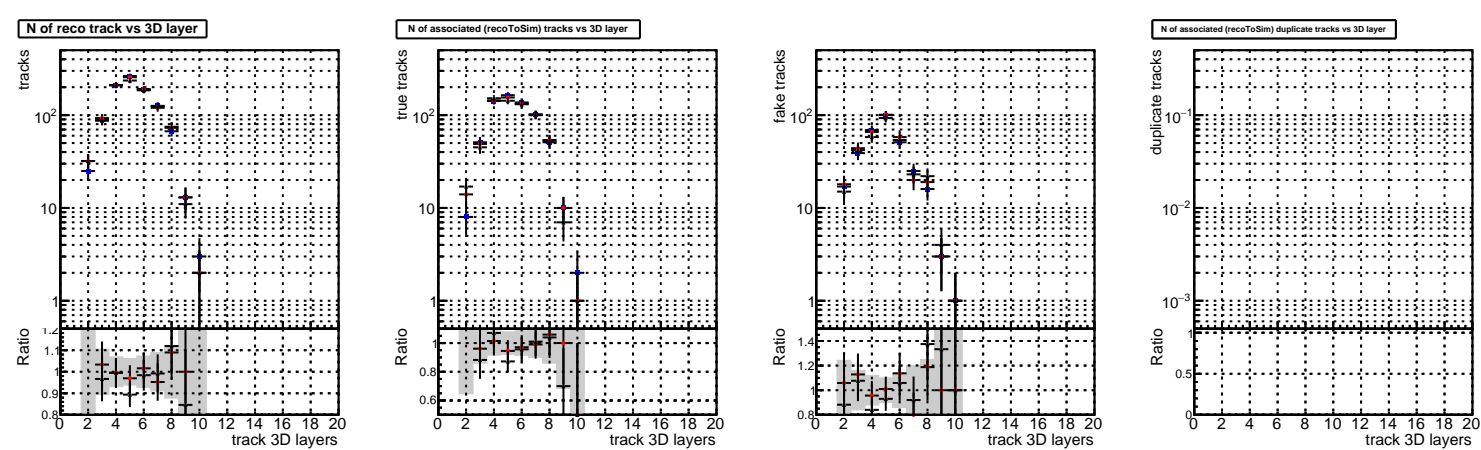 N of reco track vs 3D layer
tracks
10²
10
1
Ratio
1.2
1.1
1
0.9
0.8
0 2 4 6 8 10 12 14 16 18 20
track 3D layers
N of associated (recoToSim) tracks vs 3D layer
true tracks
10²
10
1
Ratio
1
0.8
0.6
0 2 4 6 8 10 12 14 16 18 20
track 3D layers
fake tracks
10²
10
1
Ratio
1.4
1.2
1
0.8
0 2 4 6 8 10 12 14 16 18 20
track 3D layers
N of associated (recoToSim) duplicate tracks vs 3D layer
duplicate tracks
10⁻¹
10⁻²
10⁻³
Ratio
1
0.5
0
0 2 4 6 8 10 12 14 16 18 20
track 3D layers